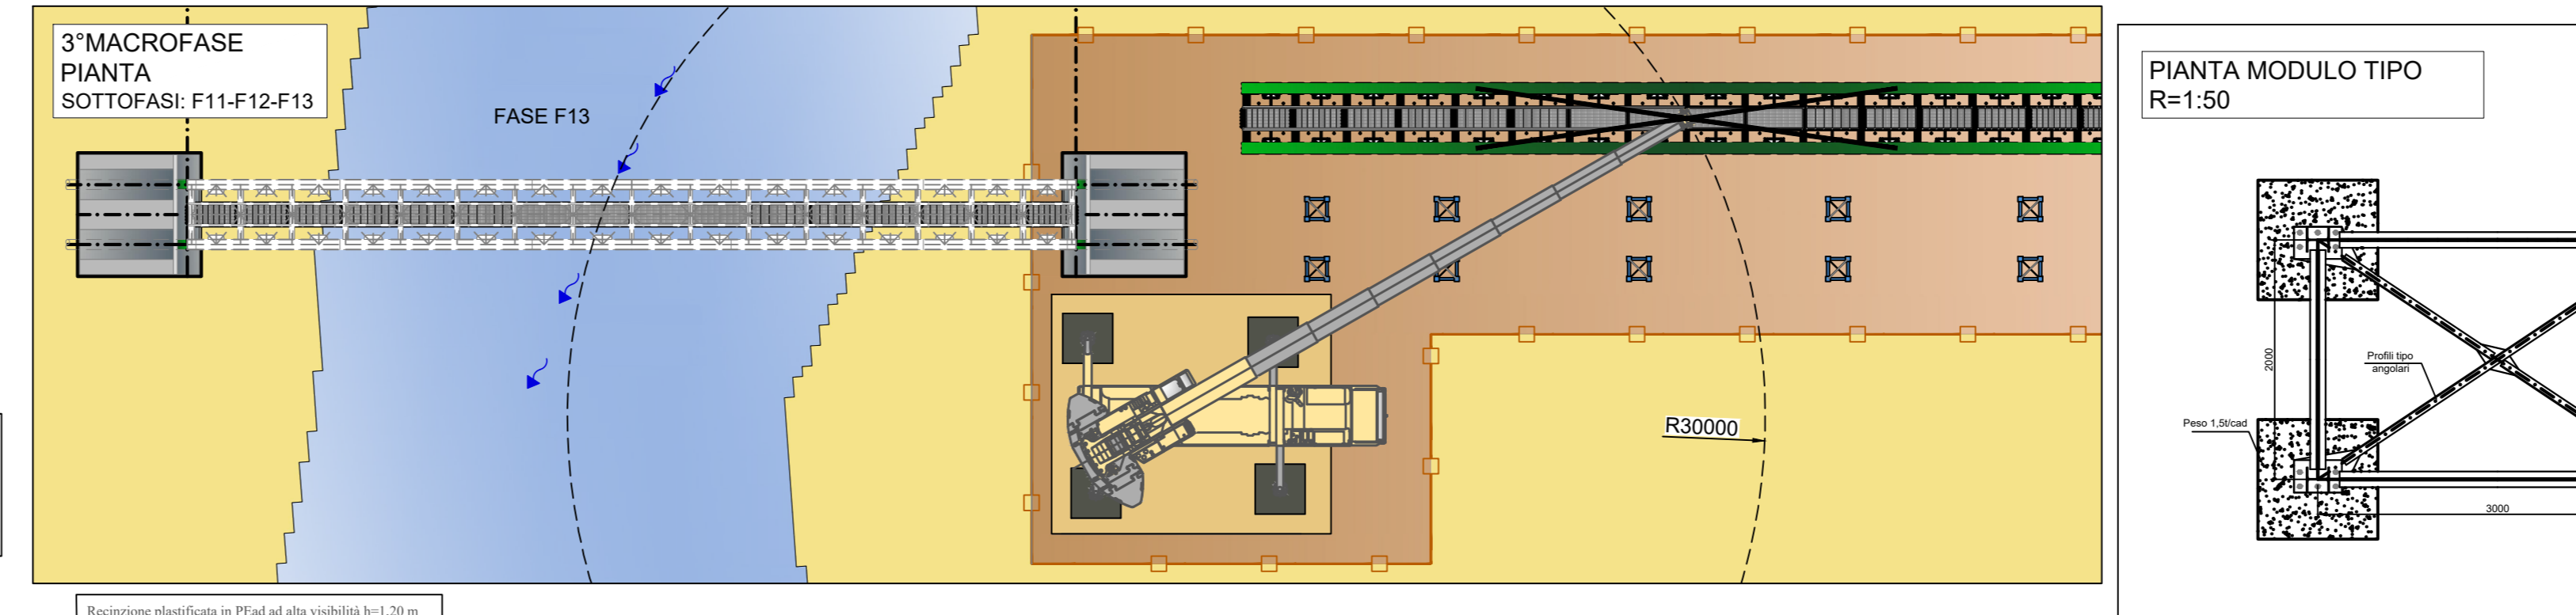 3°MACROFASE
PIANTA
SOTTOFASI: F11-F12-F13
FASE F13
R30000
PIANTA MODULO TIPO
R=1:50
2000
Profili tipo
angolari
Peso 1,5t/cad
3000
Recinzione plastificata in PEad ad alta visibilità h=1,20 m